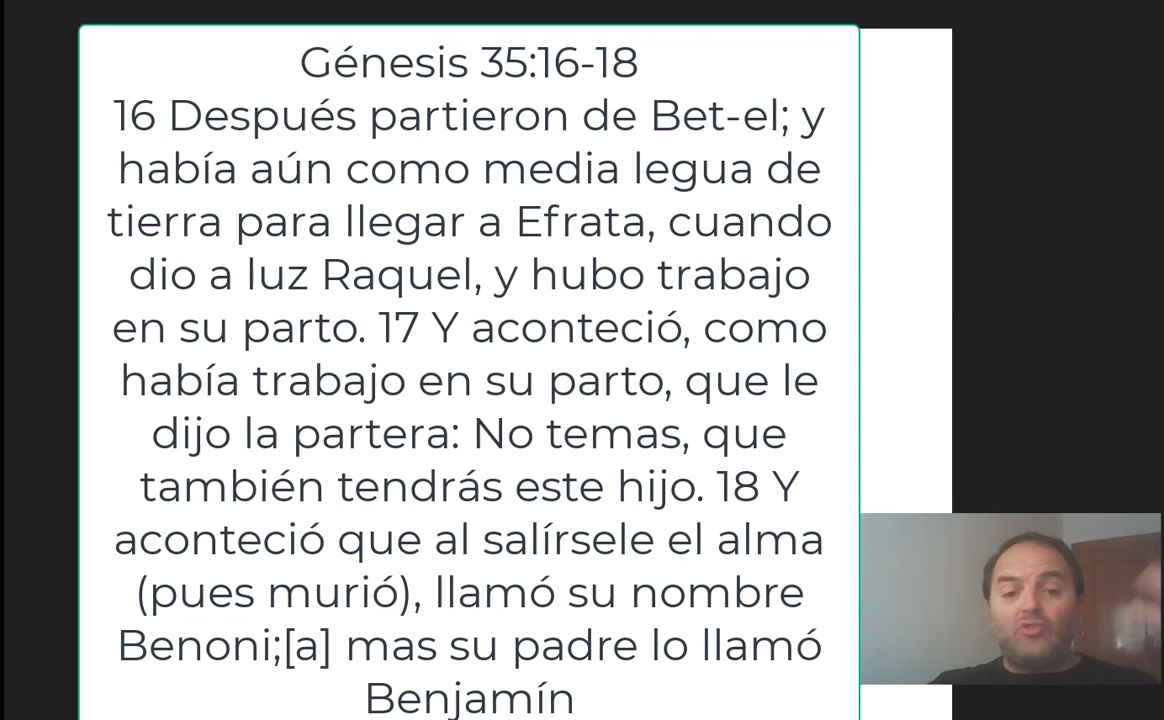 Génesis 35:16-18
16 Después partieron de Bet-el; y
había aún como media legua de
tierra para llegar a Efrata, cuando
dio a luz Raquel, y hubo trabajo
en su parto. 17 Y aconteció, como
había trabajo en su parto, que le
dijo la partera: No temas, que
también tendrás este hijo. 18 Y
aconteció que al salírsele el alma
(pues murió), llamó su nombre
Benoni;[a] mas su padre lo llamó
Benjamín